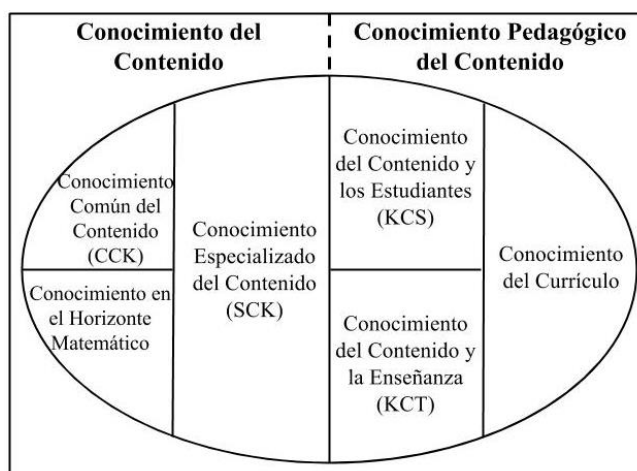 Conocimiento del
Contenido
Conocimiento Pedagógico
del Contenido
Conocimiento
Común del
Contenido
(CCK)
Conocimiento en
el Horizonte
Matemático
Conocimiento
Especializado
del Contenido
(SCK)
Conocimiento
del Contenido y
los Estudiantes
(KCS)
Conocimiento
del Contenido y
la Enseñanza
(KCT)
Conocimiento
del Currículo